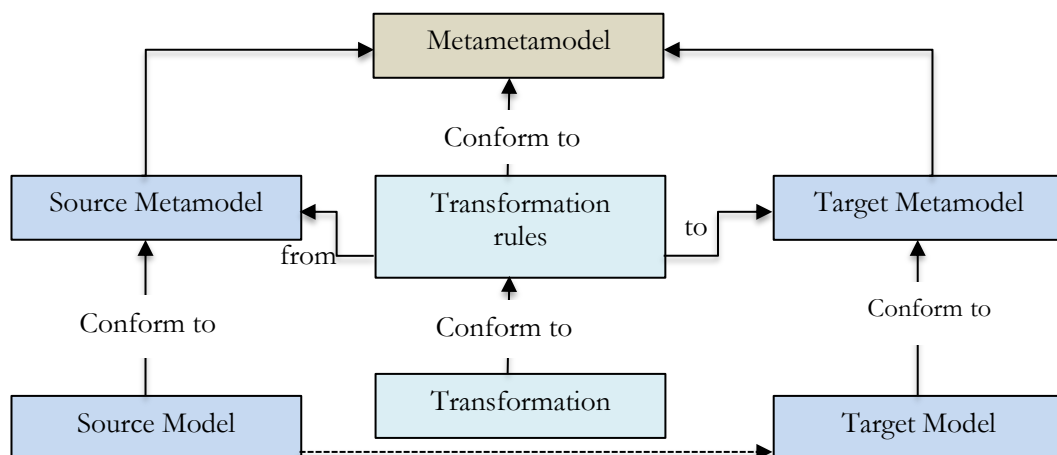 Metametamodel
Conform to
Source Metamodel
Transformation
rules
Target Metamodel
from
to
Conform to
Conform to
Conform to
Source Model
Transformation
Target Model